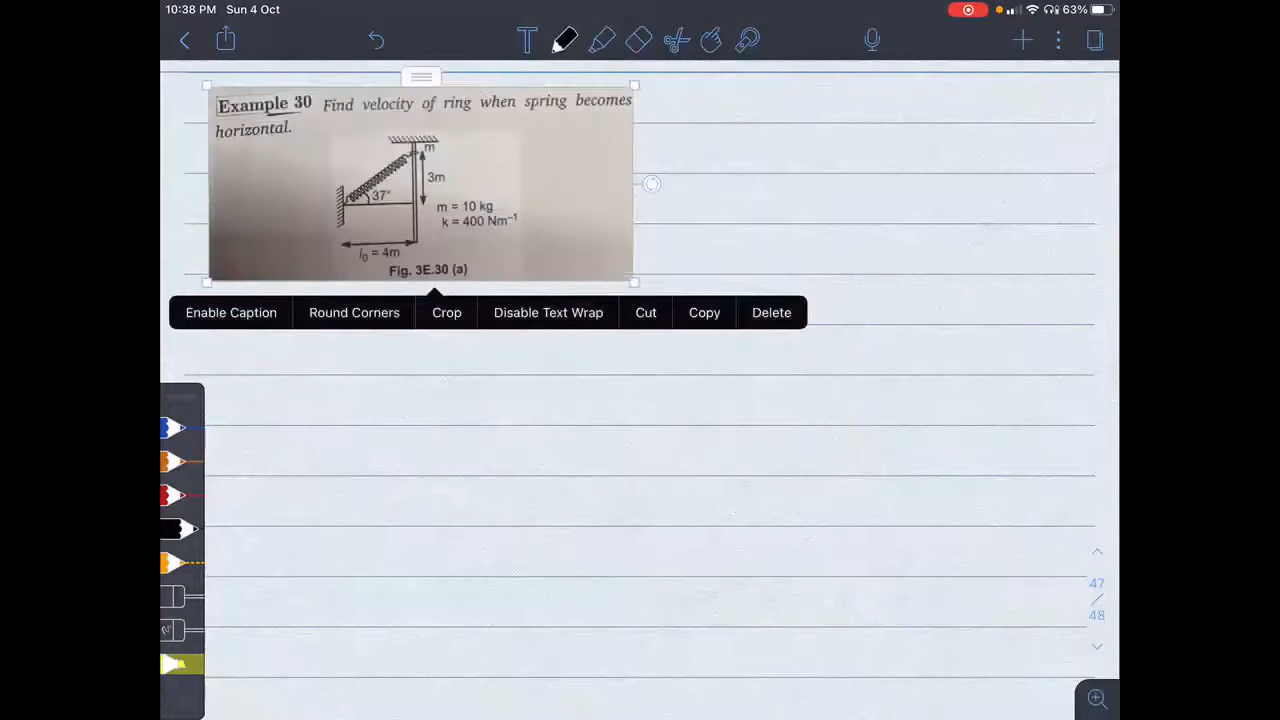 10:38 PM Sun 4 Oct
63%
T
Example 30 Find velocity of ring when spring becomes
horizontal.
m
3m
37°
m = 10 kg
k = 400 Nm⁻¹
l₀ = 4m
Fig. 3E.30 (a)
Enable Caption Round Corners Crop Disable Text Wrap Cut Copy Delete
47
/
48